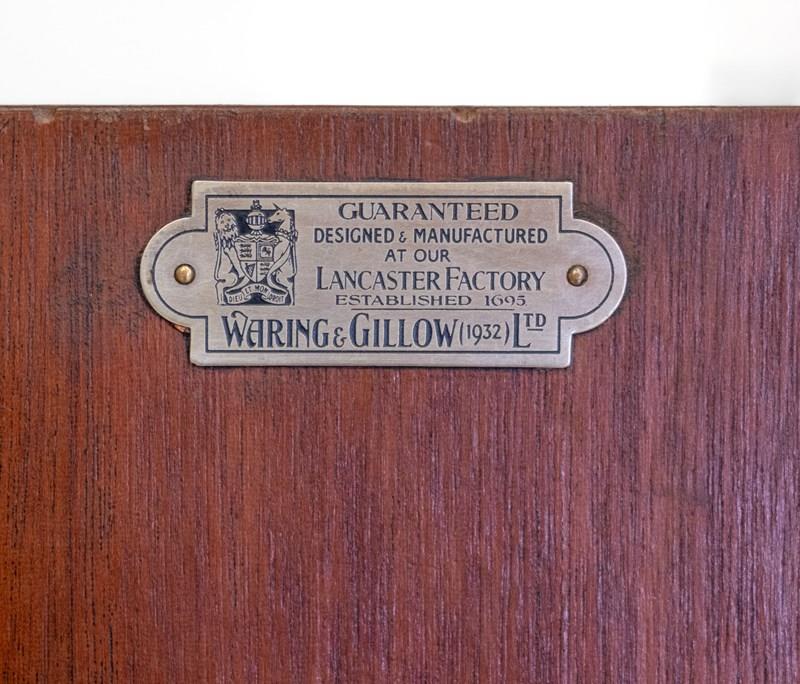 GUARANTEED
DESIGNED & MANUFACTURED
AT OUR
LANCASTER FACTORY
ESTABLISHED 1695
WARING & GILLOW (1932) LTD
DIEU ET MON DROIT